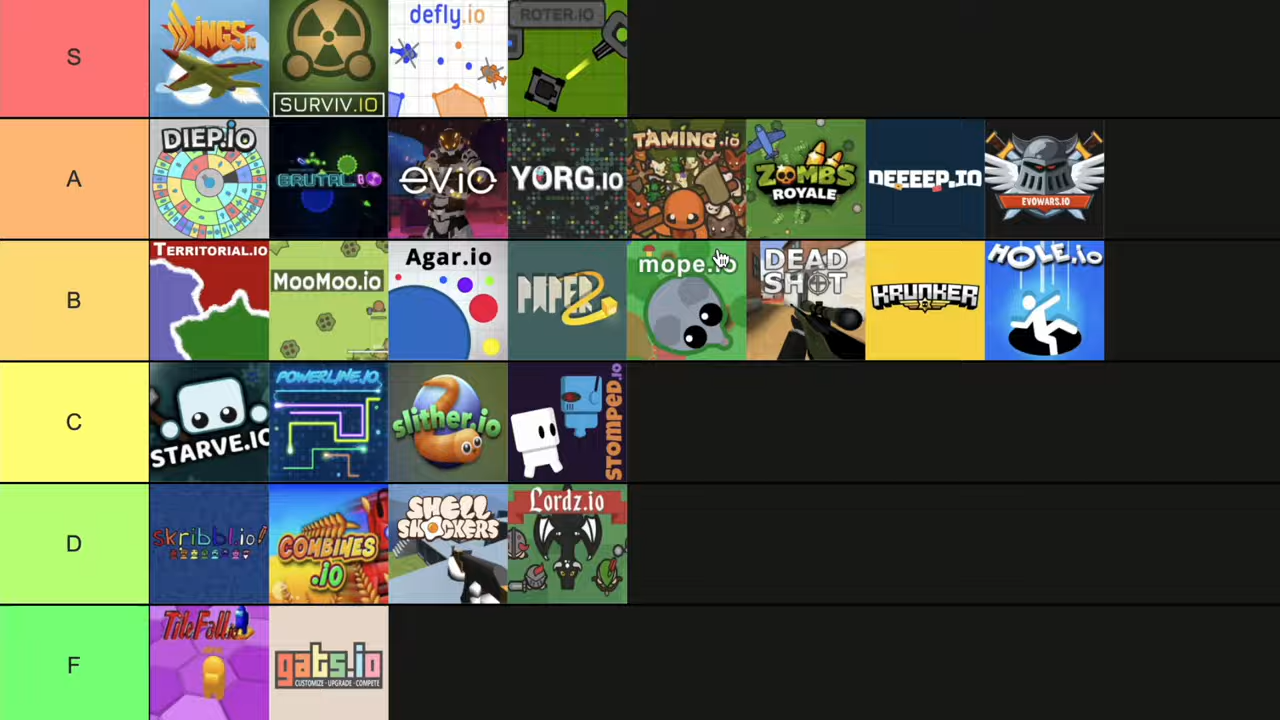 S
WINGS.io
SURVIV.IO
defly.io
ROTER.IO
A
DIEP.iO
BRUTAL.iO
ev.io
YORG.io
TAMING.io
ZOMBS
ROYALE
DEEEEP.IO
EVOWARS.IO
B
TERRITORIAL.IO
MooMoo.io
Agar.io
PAPER 2
mope.io
DEAD
SHOT
KRUNKER
HOLE.io
C
STARVE.IO
POWERLINE.IO
slither.io
STOMPED.IO
D
skribbl.io!
COMBINES
.io
SHELL
SHOCKERS
Lordz.io
F
TileFall.io
gats.io
CUSTOMIZE - UPGRADE - COMPETE